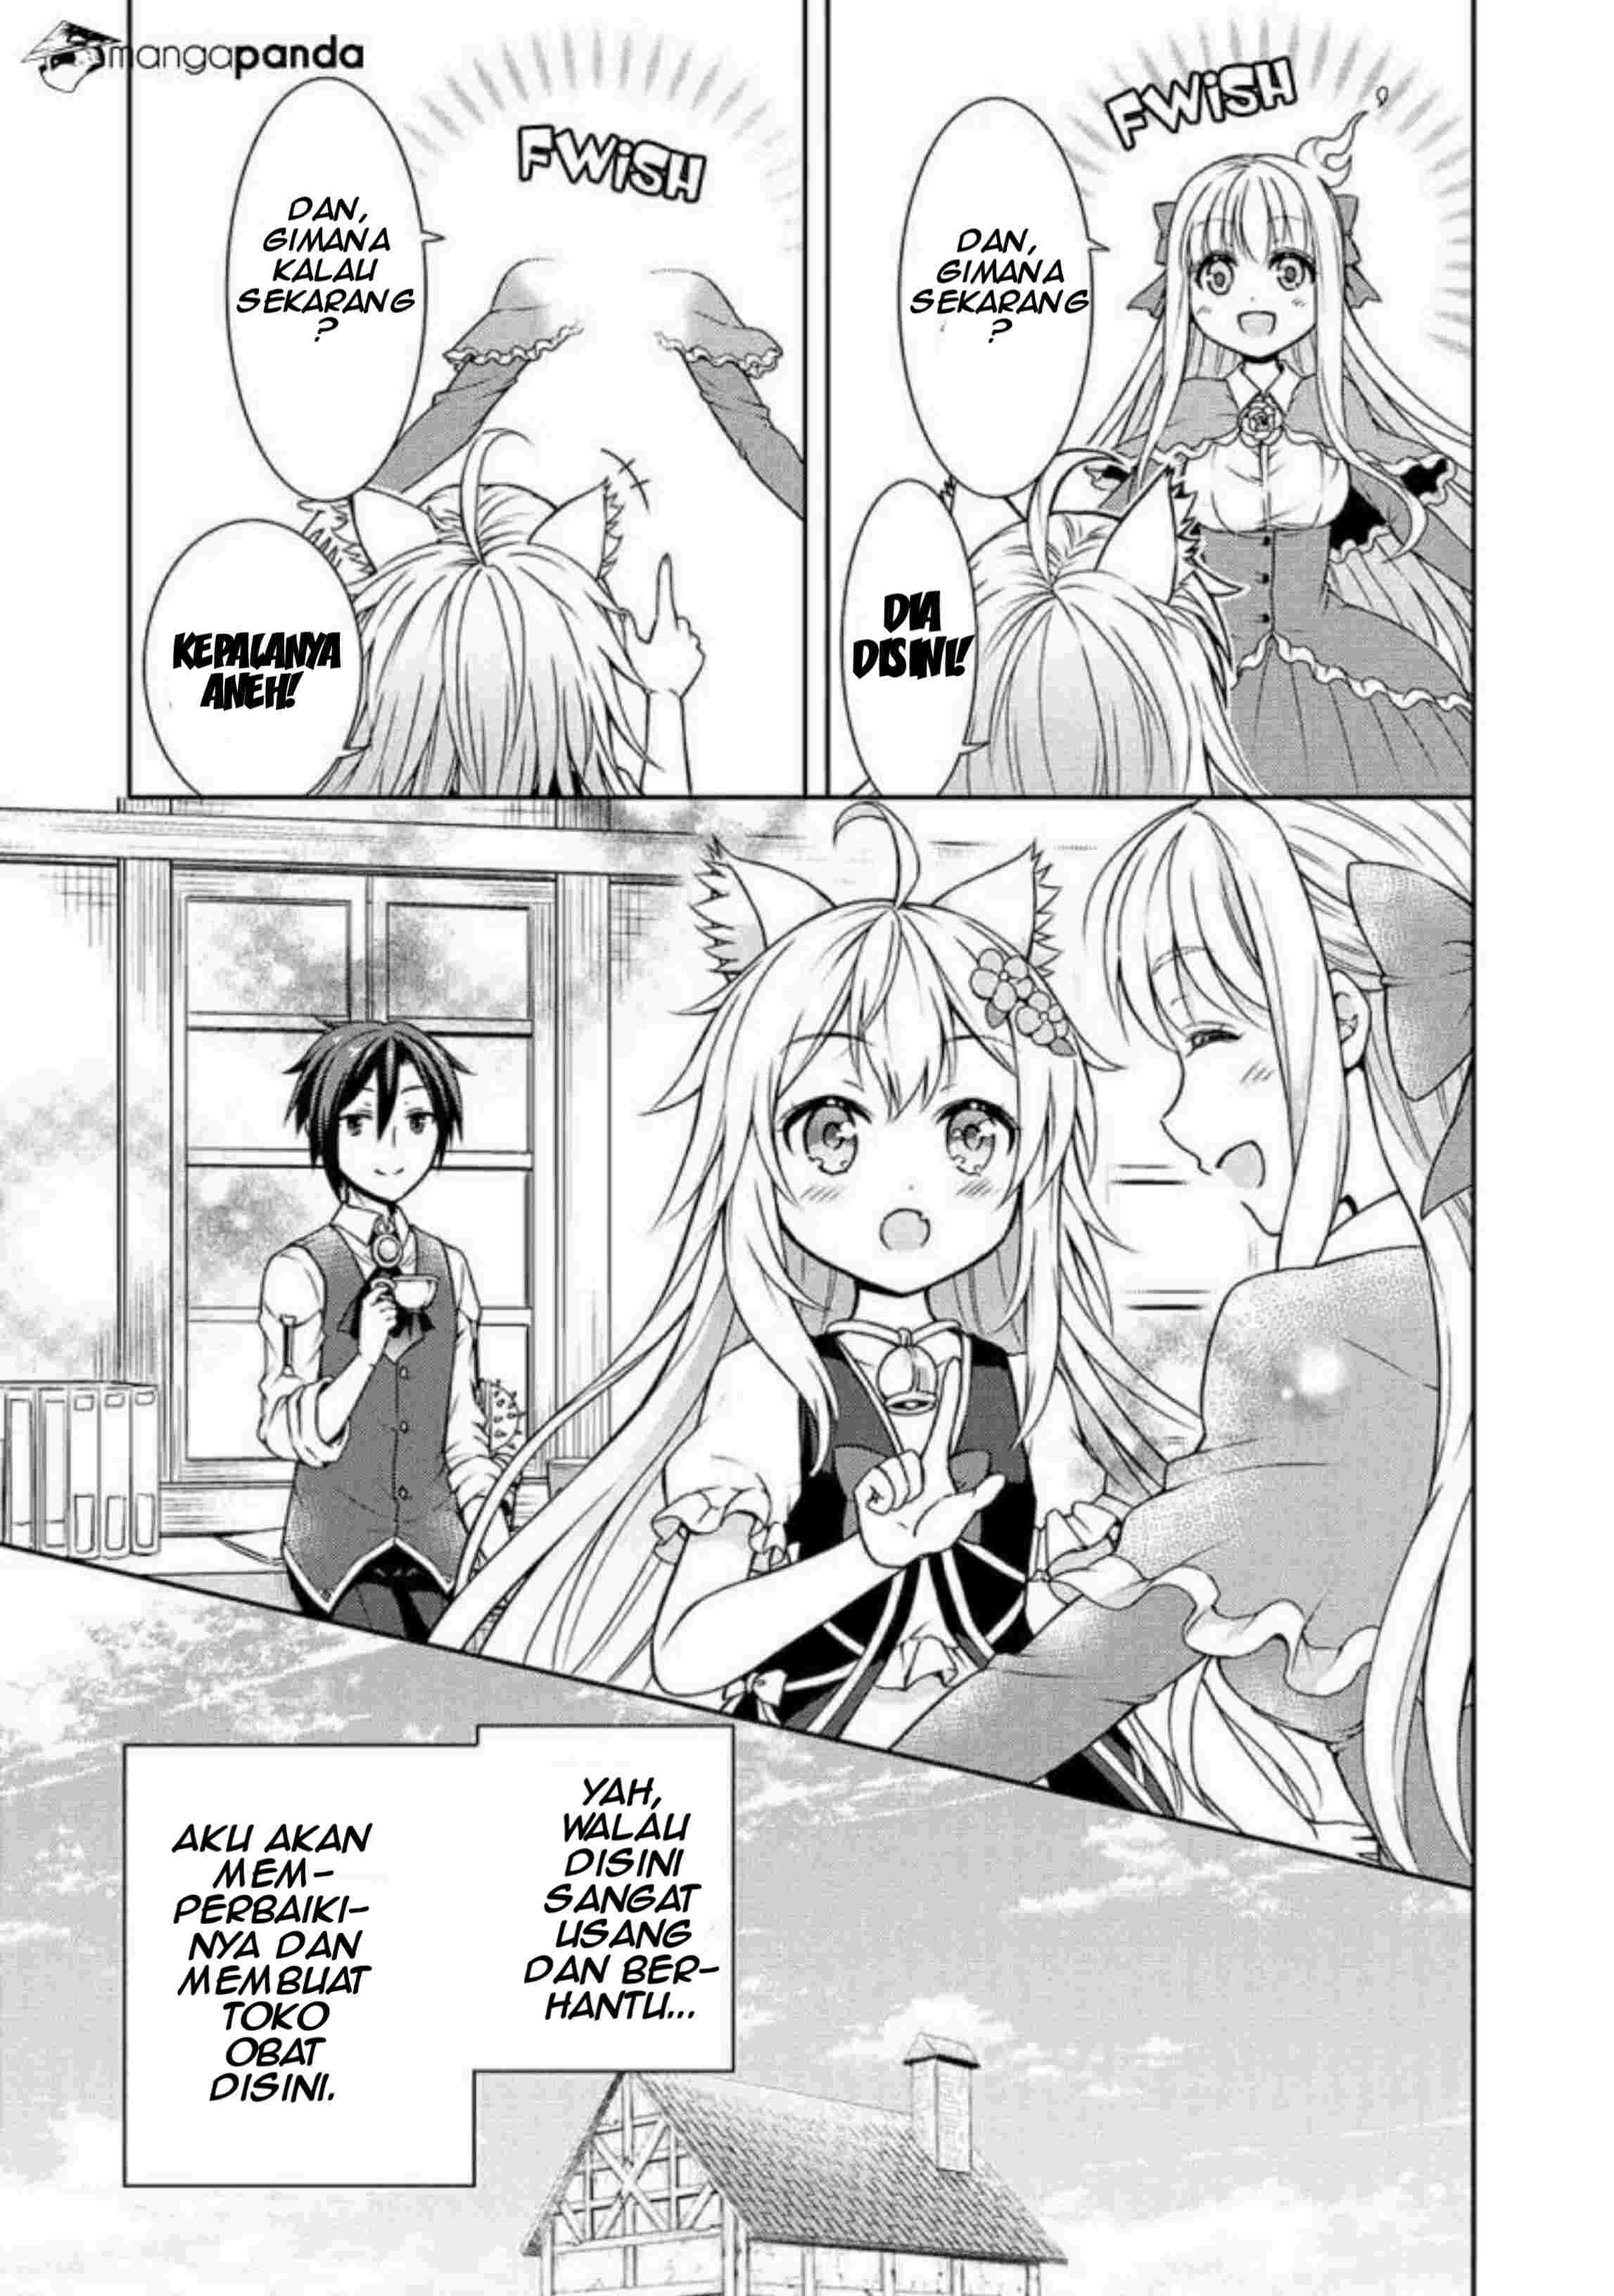 mangapanda
FWISH
DAN,
GIMANA
SEKARANG
?
DIA
DISINI!
FWISH
DAN,
GIMANA
KALAU
SEKARANG
?
KEPALANYA
ANEH!
YAH,
WALAU
DISINI
SANGAT
USANG
DAN BER-
HANTU...
AKU AKAN
MEM-
PERBAIKI-
NYA DAN
MEMBUAT
TOKO
OBAT
DISINI.